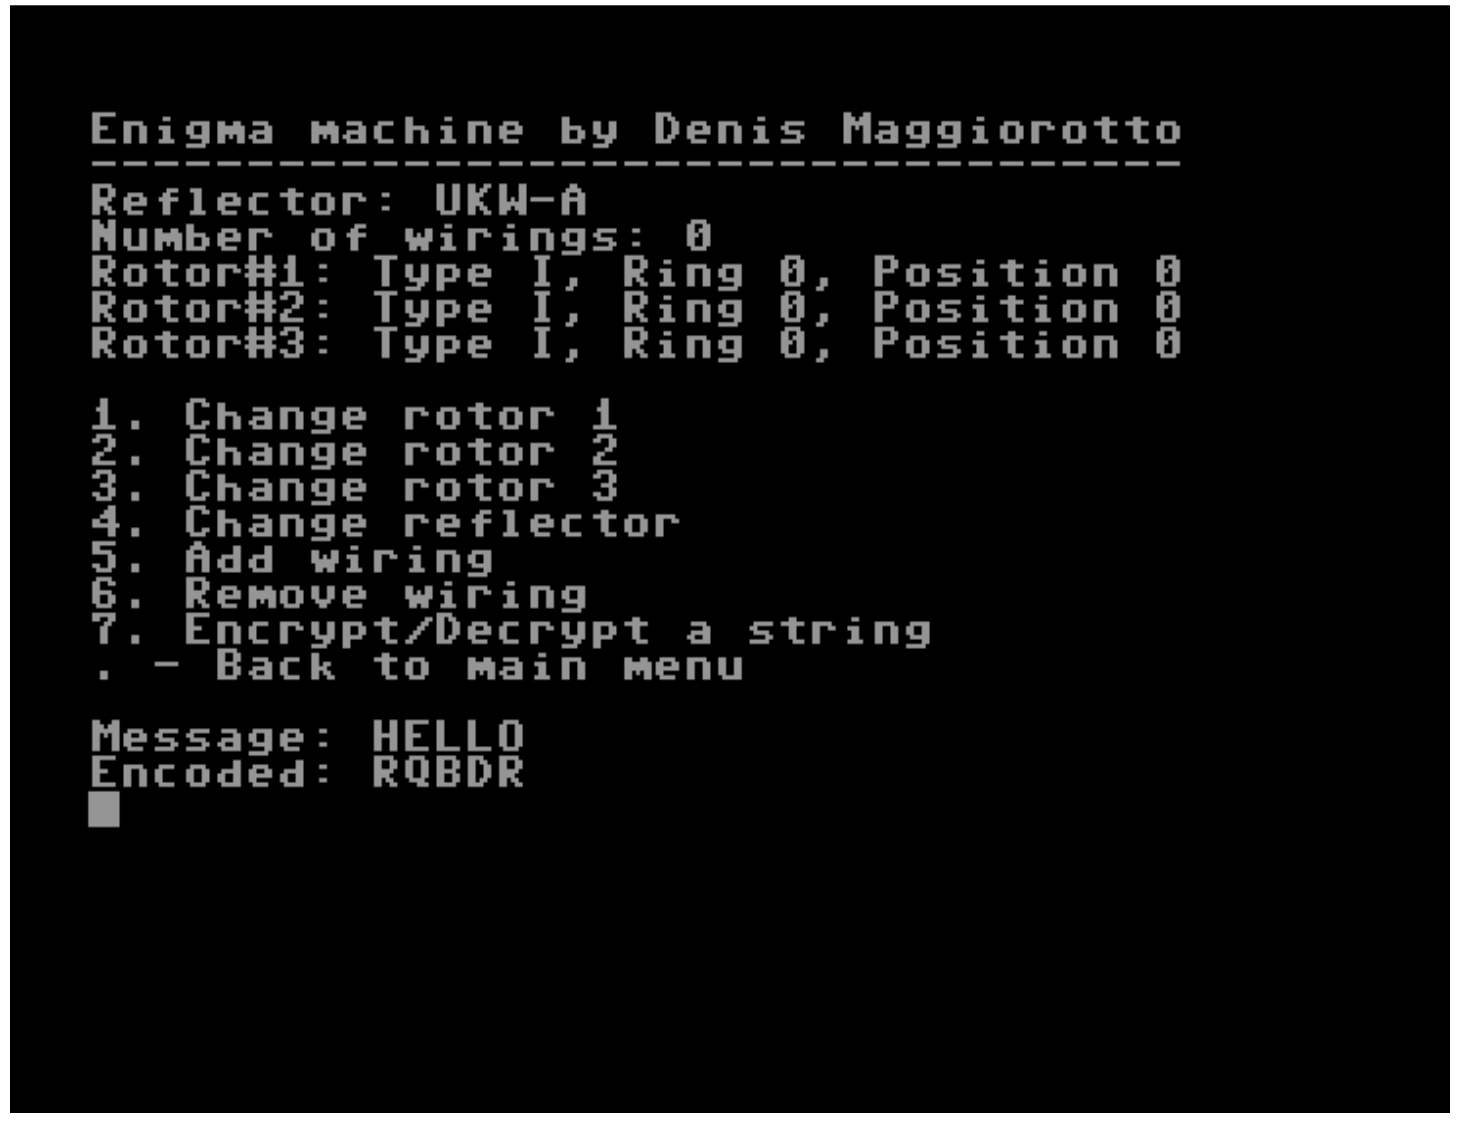 Enigma machine by Denis Maggiorotto
-----------------------------------
Reflector: UKW-A
Number of wirings: 0
Rotor#1: Type I, Ring 0, Position 0
Rotor#2: Type I, Ring 0, Position 0
Rotor#3: Type I, Ring 0, Position 0
1. Change rotor 1
2. Change rotor 2
3. Change rotor 3
4. Change reflector
5. Add wiring
6. Remove wiring
7. Encrypt/Decrypt a string
. - Back to main menu
Message: HELLO
Encoded: RQBDR